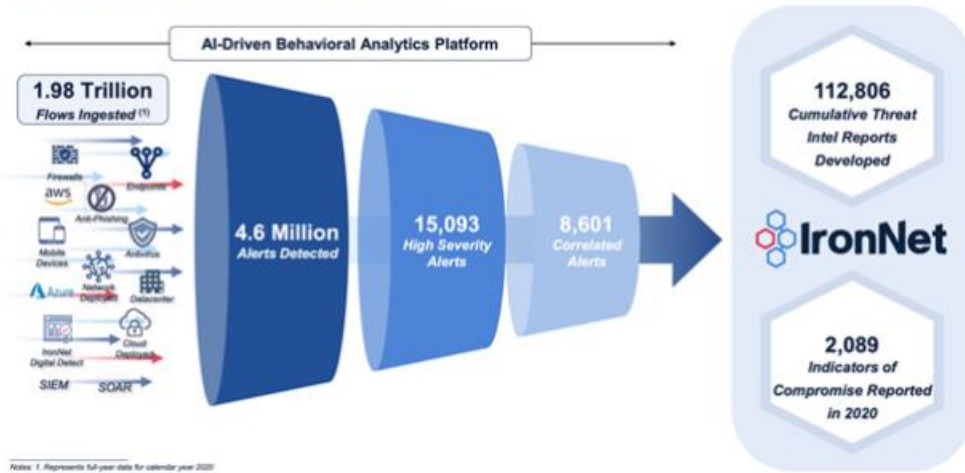 AI-Driven Behavioral Analytics Platform
1.98 Trillion
Flows Ingested (1)
Firewalls
Endpoints
aws
Anti-Phishing
Mobile
Devices
Antivirus
Azure
Network
Deployed
Datacenter
IronNet
Digital Detect
Cloud
Deployed
SIEM
SOAR
4.6 Million
Alerts Detected
15,093
High Severity
Alerts
8,601
Correlated
Alerts
112,806
Cumulative Threat
Intel Reports
Developed
IronNet
2,089
Indicators of
Compromise Reported
in 2020
Notes: 1. Represents full-year data for calendar year 2020